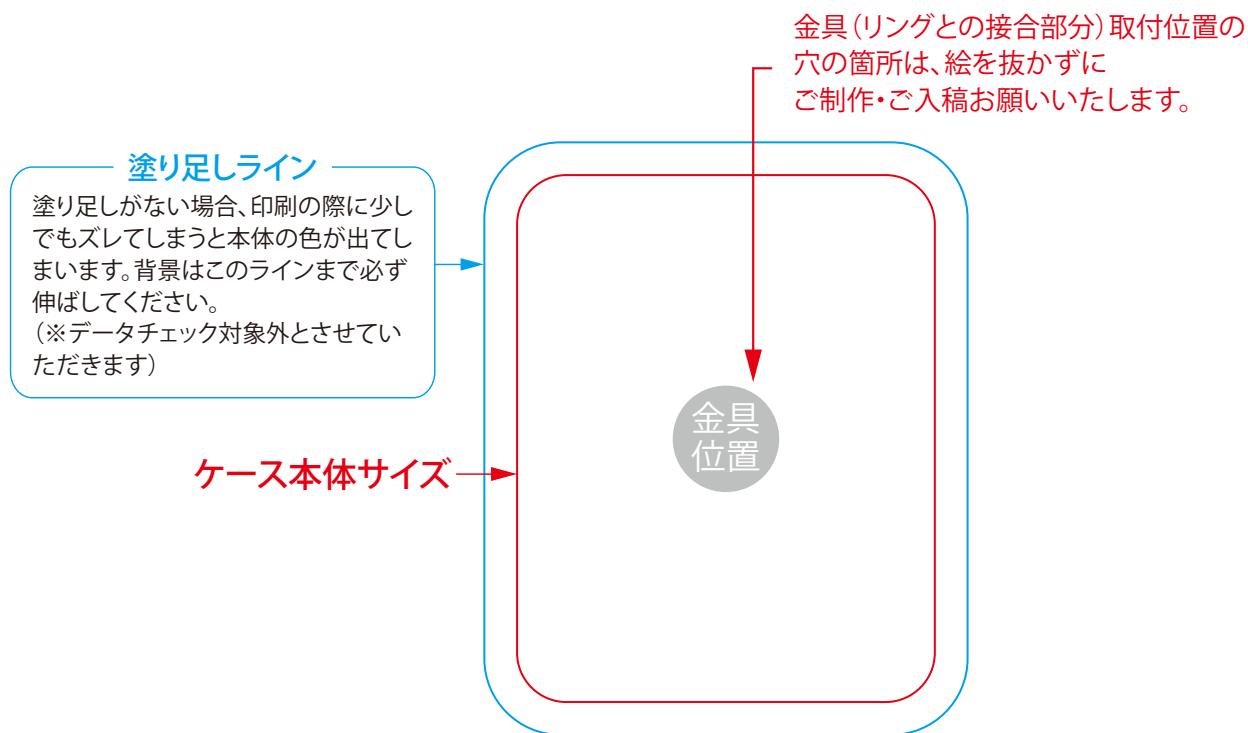 金具（リングとの接合部分）取付位置の
穴の箇所は、絵を抜かずに
ご制作・ご入稿お願いいたします。
塗り足しライン
塗り足しがない場合、印刷の際に少し
でもズレてしまうと本体の色が出てし
まいます。背景はこのラインまで必ず
伸ばしてください。
（※データチェック対象外とさせてい
ただきます）
金具
位置
ケース本体サイズ